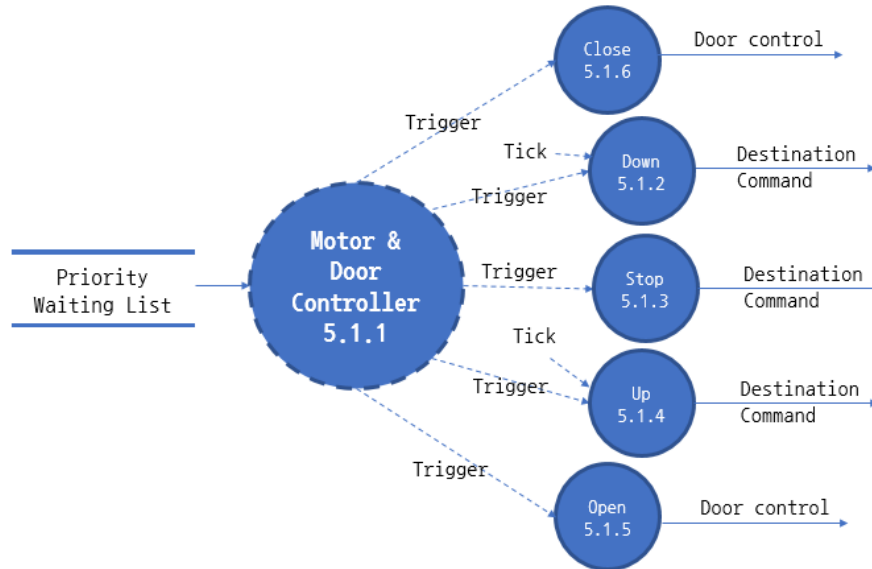 Close
5.1.6
Door control
Trigger
Tick
Down
5.1.2
Destination
Command
Trigger
Priority
Waiting List
Motor &
Door
Controller
5.1.1
Trigger
Stop
5.1.3
Destination
Command
Tick
Trigger
Up
5.1.4
Destination
Command
Trigger
Open
5.1.5
Door control